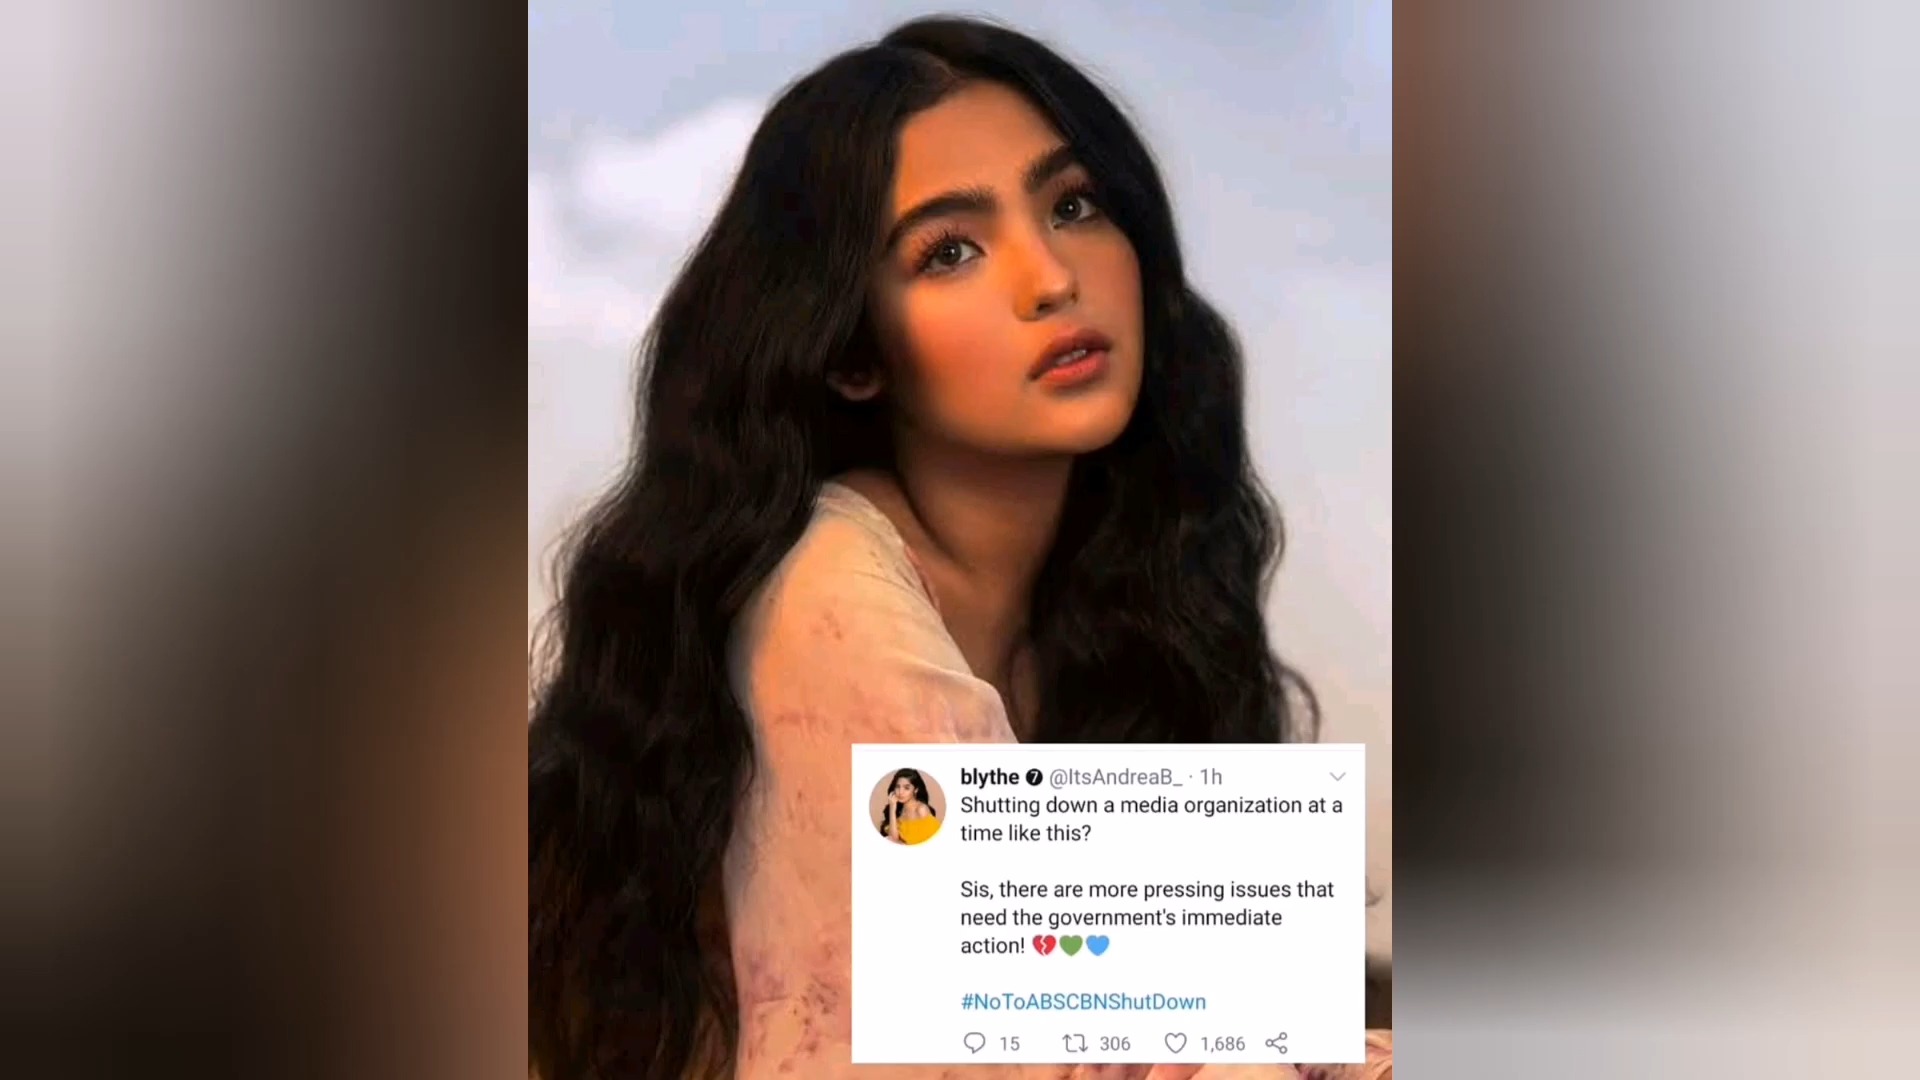 blythe ❼ @ItsAndreaB_ · 1h
Shutting down a media organization at a
time like this?
Sis, there are more pressing issues that
need the government's immediate
action! 💔💚💙
#NoToABSCBNShutDown
15 306 1,686